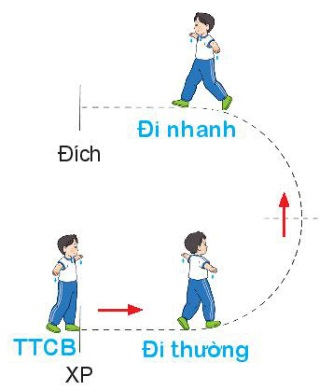 Đi nhanh
Đích
TTCB
Đi thường
XP